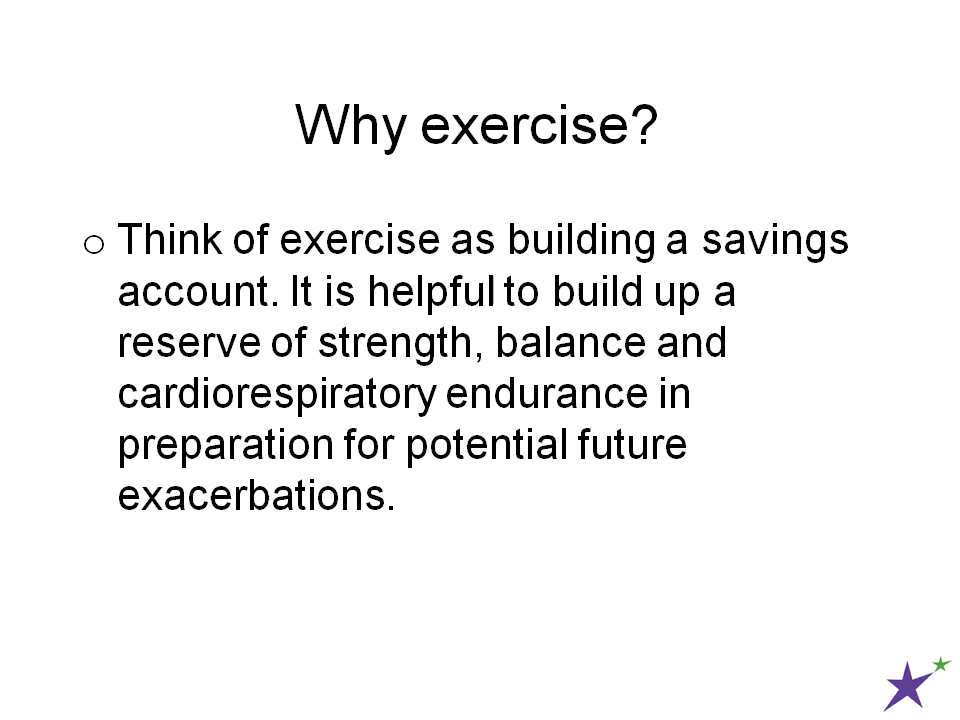 Why exercise?
o Think of exercise as building a savings
account. It is helpful to build up a
reserve of strength, balance and
cardiorespiratory endurance in
preparation for potential future
exacerbations.